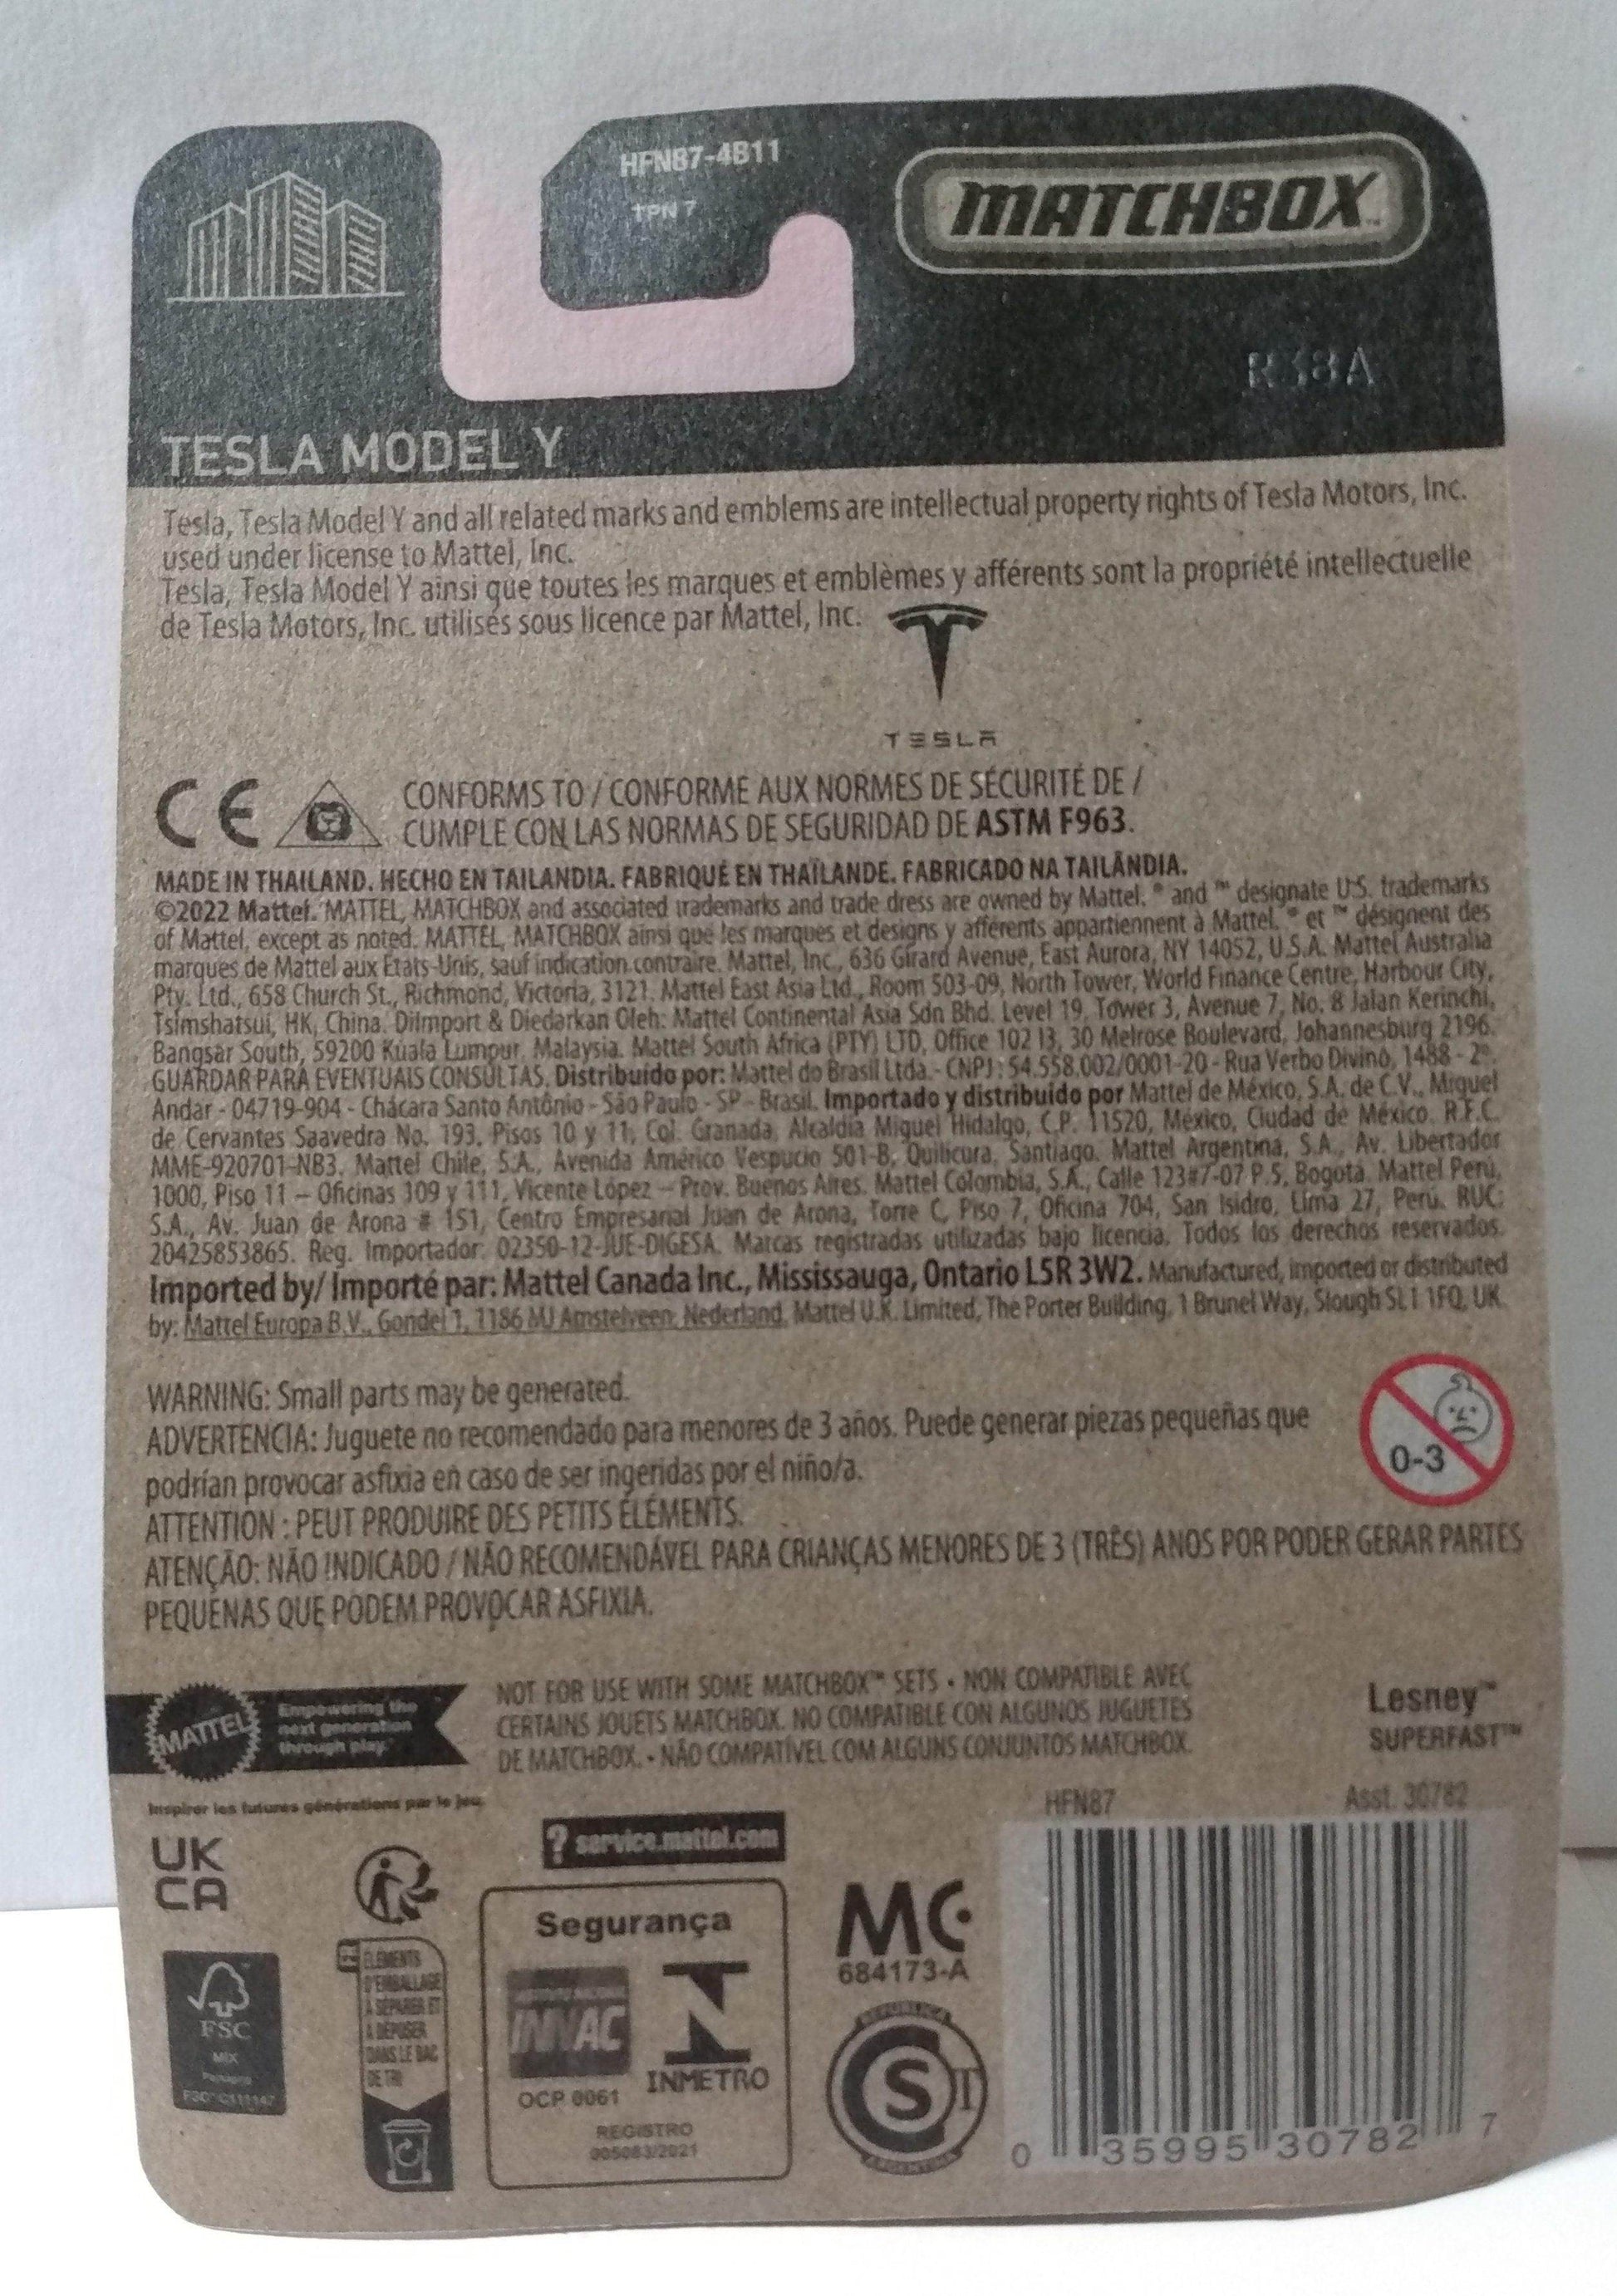 HFN87-4B11
TPN 7
MATCHBOX™
TESLA MODEL Y
Tesla, Tesla Model Y and all related marks and emblems are intellectual property rights of Tesla Motors, Inc.
used under license to Mattel, Inc.
Tesla, Tesla Model Y ainsi que toutes les marques et emblèmes y afférents sont la propriété intellectuelle
de Tesla Motors, Inc. utilisés sous licence par Mattel, Inc.
TESLA
CE
CONFORMS TO / CONFORME AUX NORMES DE SÉCURITÉ DE /
CUMPLE CON LAS NORMAS DE SEGURIDAD DE ASTM F963.
MADE IN THAILAND. HECHO EN TAILANDIA. FABRIQUÉ EN THAÏLANDE. FABRICADO NA TAILÂNDIA.
©2022 Mattel. MATTEL, MATCHBOX and associated trademarks and trade dress are owned by Mattel. ® and ™ designate U.S. trademarks
of Mattel, except as noted. MATTEL, MATCHBOX ainsi que les marques et designs y afférents appartiennent à Mattel. ® et ™ désignent des
marques de Mattel aux États-Unis, sauf indication contraire. Mattel, Inc., 636 Girard Avenue, East Aurora, NY 14052, U.S.A. Mattel Australia
Pty. Ltd., 658 Church St., Richmond, Victoria, 3121. Mattel East Asia Ltd., Room 503-09, North Tower, World Finance Centre, Harbour City,
Tsimshatsui, HK, China. Diimport & Diedarkan Oleh: Mattel Continental Asia Sdn Bhd. Level 19, Tower 3, Avenue 7, No. 8 Jalan Kerinchi,
Bangsar South, 59200 Kuala Lumpur, Malaysia. Mattel South Africa (PTY) LTD, Office 102 I3, 30 Melrose Boulevard, Johannesburg 2196.
GUARDAR PARA EVENTUAIS CONSULTAS. Distribuído por: Mattel do Brasil Ltda.- CNPJ: 54.558.002/0001-20 - Rua Verbo Divino, 1488 - 2º.
Andar - 04719-904 - Chácara Santo Antônio - São Paulo - SP - Brasil. Importado y distribuido por Mattel de México, S.A. de C.V., Miguel
de Cervantes Saavedra No. 193, Pisos 10 y 11, Col. Granada, Alcaldía Miguel Hidalgo, C.P. 11520, México, Ciudad de México. R.F.C.
MME-920701-NB3. Mattel Chile, S.A., Avenida Américo Vespucio 501-B, Quilicura, Santiago. Mattel Argentina, S.A., Av. Libertador
1000, Piso 11 – Oficinas 109 y 111, Vicente López – Prov. Buenos Aires. Mattel Colombia, S.A., Calle 123#7-07 P.5, Bogotá. Mattel Perú,
S.A., Av. Juan de Arona # 151, Centro Empresarial Juan de Arona, Torre C, Piso 7, Oficina 704, San Isidro, Lima 27, Perú. RUC:
20425853865. Reg. Importador: 02350-12-JUE-DIGESA. Marcas registradas utilizadas bajo licencia. Todos los derechos reservados.
Imported by/ Importé par: Mattel Canada Inc., Mississauga, Ontario L5R 3W2. Manufactured, imported or distributed
by: Mattel Europa B.V., Gondel 1, 1186 MJ Amstelveen, Nederland. Mattel U.K. Limited, The Porter Building, 1 Brunel Way, Slough SL1 1FQ, UK
WARNING: Small parts may be generated.
ADVERTENCIA: Juguete no recomendado para menores de 3 años. Puede generar piezas pequeñas que
podrían provocar asfixia en caso de ser ingeridas por el niño/a.
0-3
ATTENTION : PEUT PRODUIRE DES PETITS ÉLÉMENTS.
ATENÇÃO: NÃO INDICADO / NÃO RECOMENDÁVEL PARA CRIANÇAS MENORES DE 3 (TRÊS) ANOS POR PODER GERAR PARTES
PEQUENAS QUE PODEM PROVOCAR ASFIXIA.
MATTEL
Empowering the
next generation
through play.
Inspirer les futures générations par le jeu.
NOT FOR USE WITH SOME MATCHBOX™ SETS • NON COMPATIBLE AVEC
CERTAINS JOUETS MATCHBOX. NO COMPATIBLE CON ALGUNOS JUGUETES
DE MATCHBOX. • NÃO COMPATÍVEL COM ALGUNS CONJUNTOS MATCHBOX.
Lesney™
SUPERFAST™
HFN87 Asst. 30782
UK
CA
? service.mattel.com
FSC
MIX
Packaging
FR
ÉLÉMENTS
D'EMBALLAGE
À SÉPARER ET
À DÉPOSER
DANS LE BAC
DE TRI
Segurança
INNAC
OCP 0061
INMETRO
REGISTRO
005083/2021
MC
684173-A
REPÚBLICA
S
ARGENTINA
0 35995 30782 7